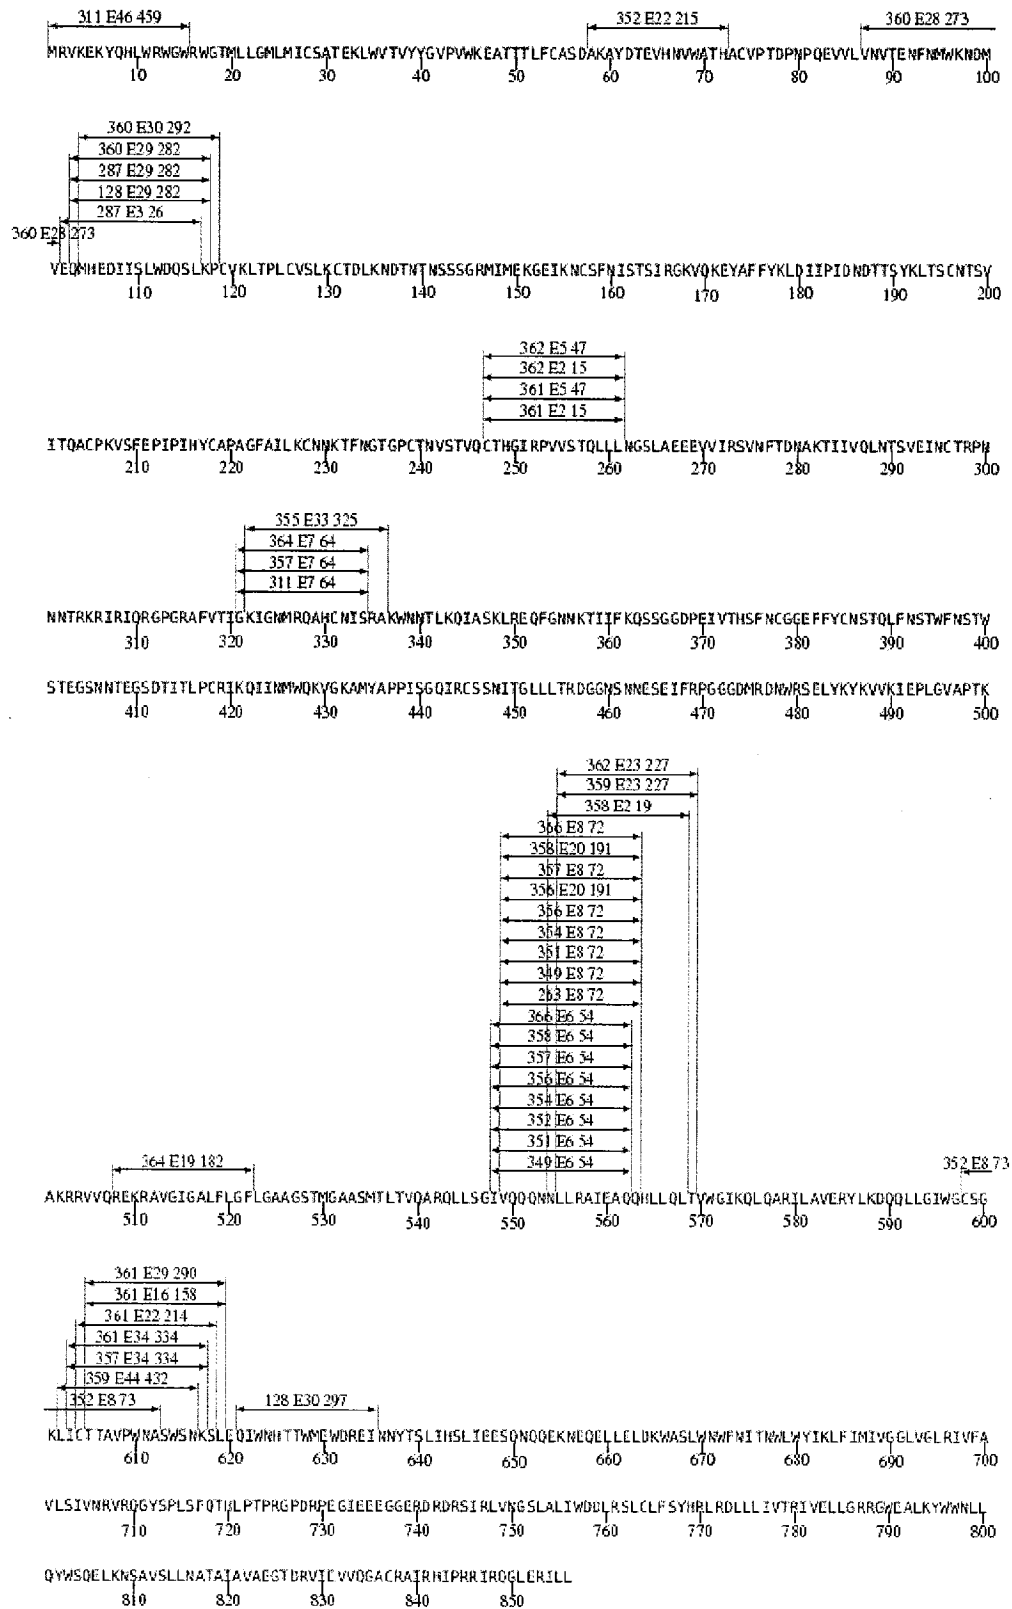 311 E46 459 352 E22 215 360 E28 273
MRVKEKYQHLWRWGWRWGTMLLGMLMICSATEKLWVTVYYGVPVWKEATTTLFCASDAKAYDTEVHNVWATHACVPTDPNPQEVVLVNVTENFNMWKNDM
10 20 30 40 50 60 70 80 90 100
360 E30 292
360 E29 282
287 E29 282
128 E29 282
287 E3 26
360 E28 273
VEQMHEDIISLWDQSLKPCVKLTPLCVSLKCTDLKNDTNTNSSSGRMIMEKGEIKNCSFNISTSIRGKVQKEYAFFYKLDIIPIDNDTTSYKLTSCNTSV
110 120 130 140 150 160 170 180 190 200
362 E5 47
362 E2 15
361 E5 47
361 E2 15
ITQACPKVSFEPIPIHYCAPAGFAILKCNNKTFNGTGPCTNVSTVQCTHGIRPVVSTQLLLNGSLAEEEVVIRSVNFTDNAKTIIVQLNTSVEINCTRPN
210 220 230 240 250 260 270 280 290 300
355 E33 325
364 E7 64
357 E7 64
311 E7 64
NNTRKRIRIQRGPGRAFVTIGKIGNMRQAHCNISRAKWNNTLKQIASKLREQFGNNKTIIFKQSSGGDPEIVTHSFNCGGEFFYCNSTQLFNSTWFNSTW
310 320 330 340 350 360 370 380 390 400
STEGSNNTEGSDTITLPCRIKQIINMWQKVGKAMYAPPISGQIRCSSNITGLLLTRDGGNSNNESEIFRPGGGDMRDNWRSELYKYKVVKIEPLGVAPTK
410 420 430 440 450 460 470 480 490 500
362 E23 227
359 E23 227
358 E2 19
366 E8 72
358 E20 191
357 E8 72
356 E20 191
356 E8 72
354 E8 72
351 E8 72
349 E8 72
263 E8 72
366 E6 54
358 E6 54
357 E6 54
356 E6 54
354 E6 54
352 E6 54
351 E6 54
364 E19 182 349 E6 54 352 E8 73
AKRRVVQREKRAVGIGALFLGFLGAAGSTMGAASMTLTVQARQLLSGIVQQQNNLLRAIEAQQHLLQLTVWGIKQLQARILAVERYLKDQQLLGIWGCSG
510 520 530 540 550 560 570 580 590 600
361 E29 290
361 E16 158
361 E22 214
361 E34 334
357 E34 334
359 E44 432
352 E8 73 128 E30 297
KLICTTAVPWNASWSNKSLEQIWNHTTWMEWDREINNYTSLIHSLIEESQNQQEKNEQELLELDKWASLWNWFNITNWLWYIKLFIMIVGGLVGLRIVFA
610 620 630 640 650 660 670 680 690 700
VLSIVNRVRQGYSPLSFQTHLPTPRGPDRPEGIEEEGGERDRDRSIRLVNGSLALIWDDLRSLCLFSYHRLRDLLLIVTRIVELLGRRGWEALKYWWNLL
710 720 730 740 750 760 770 780 790 800
QYWSQELKNSAVSLLNATAIAVAEGTDRVIEVVQGACRAIRHIPRRIRQGLERILL
810 820 830 840 850